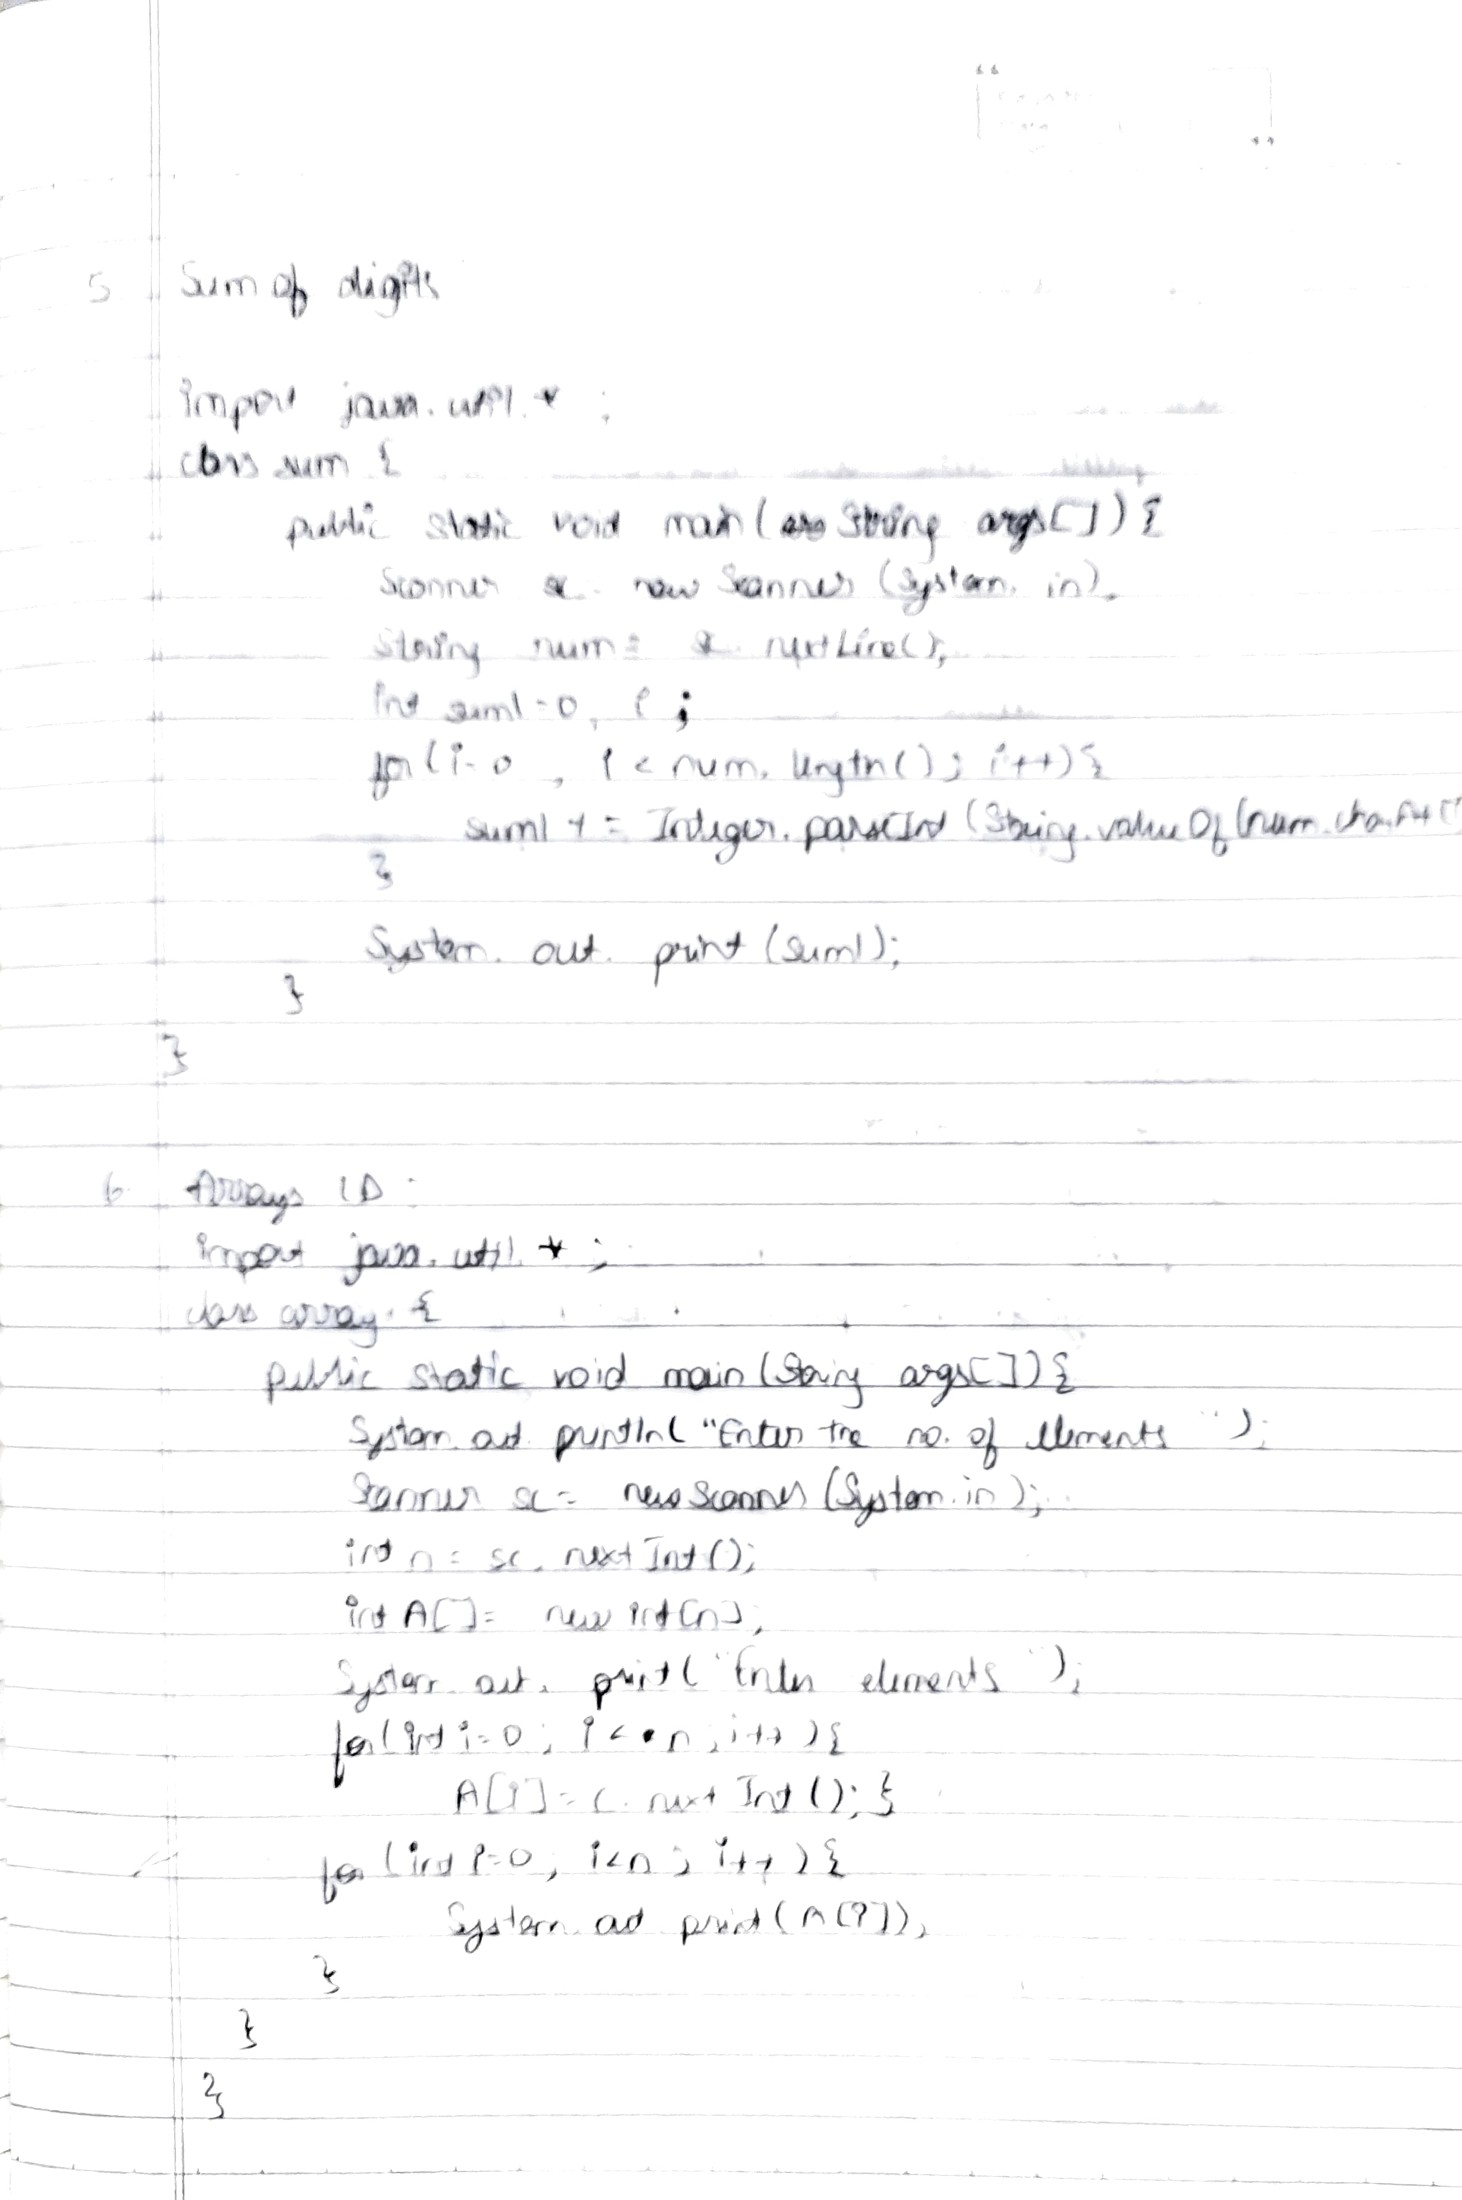 5 Sum of digits
import java.util.* ;
class sum {
public static void main( String args[]) {
Scanner sc = new Scanner (System. in);
String num = sc. nextLine();
int sum1 = 0, i ;
for (i=0 ; i < num. length() ; i++) {
sum1 += Integer. parseInt (String. valueOf (num. charAt (
}
System. out. print (sum1);
}
}
6 Arrays 1D :
import java. util. * ;
class array {
public static void main (String args[]) {
System. out. println( "Enter the no. of elements ");
Scanner sc = new Scanner (System. in);
int n = sc. next Int ();
int A[] = new int [n];
System. out. print( "Enter elements ");
for (int i=0 ; i < n ; i++ ) {
A[i] = c. next Int (); }
for (int i=0 ; i<n ; i++ ) {
System. out print (A[i]);
}
}
}